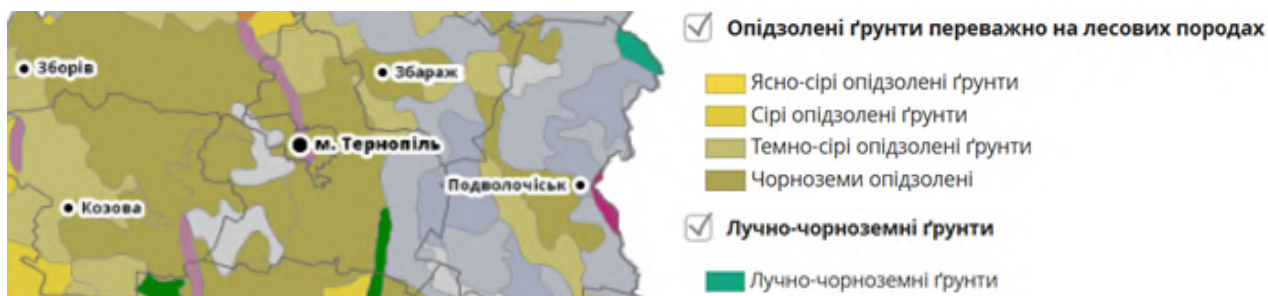 Зборів
Збараж
м. Тернопіль
Подволочіськ
Козова
Опідзолені ґрунти переважно на лесових породах
Ясно-сірі опідзолені ґрунти
Сірі опідзолені ґрунти
Темно-сірі опідзолені ґрунти
Чорноземи опідзолені
Лучно-чорноземні ґрунти
Лучно-чорноземні ґрунти